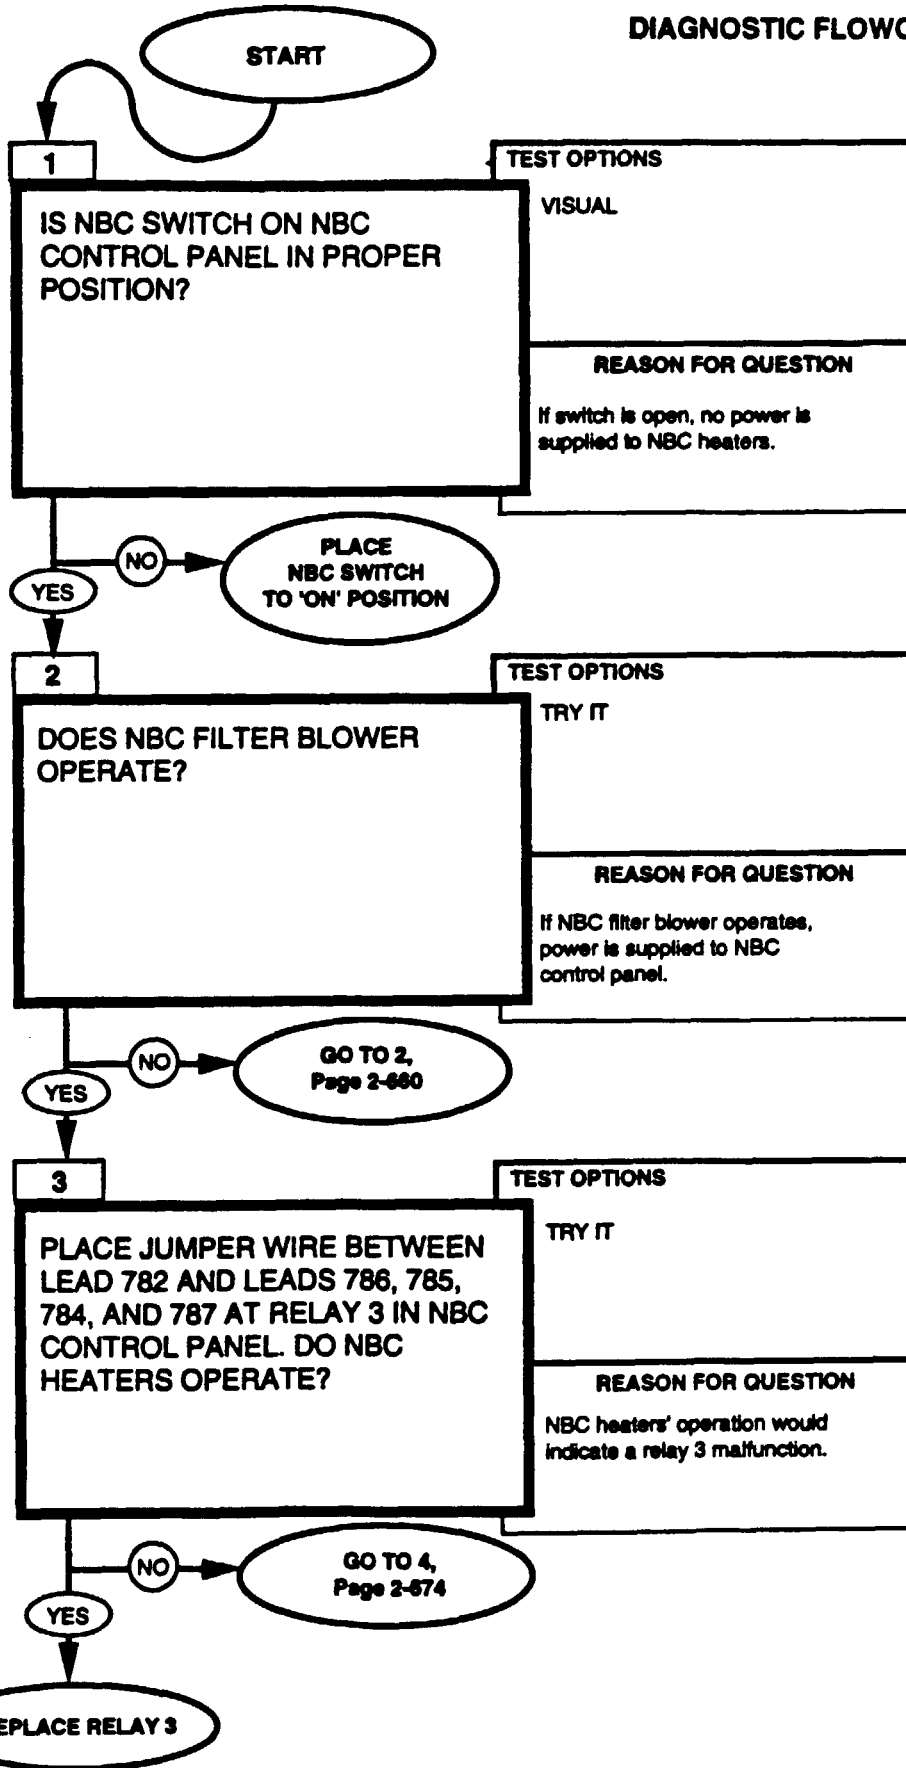 DIAGNOSTIC FLOWC
START
1
IS NBC SWITCH ON NBC
CONTROL PANEL IN PROPER
POSITION?
TEST OPTIONS
VISUAL
REASON FOR QUESTION
If switch is open, no power is
supplied to NBC heaters.
NO
PLACE
NBC SWITCH
TO 'ON' POSITION
YES
2
DOES NBC FILTER BLOWER
OPERATE?
TEST OPTIONS
TRY IT
REASON FOR QUESTION
If NBC filter blower operates,
power is supplied to NBC
control panel.
NO
GO TO 2,
Page 2-660
YES
3
PLACE JUMPER WIRE BETWEEN
LEAD 782 AND LEADS 786, 785,
784, AND 787 AT RELAY 3 IN NBC
CONTROL PANEL. DO NBC
HEATERS OPERATE?
TEST OPTIONS
TRY IT
REASON FOR QUESTION
NBC heaters' operation would
indicate a relay 3 malfunction.
NO
GO TO 4,
Page 2-674
YES
EPLACE RELAY 3